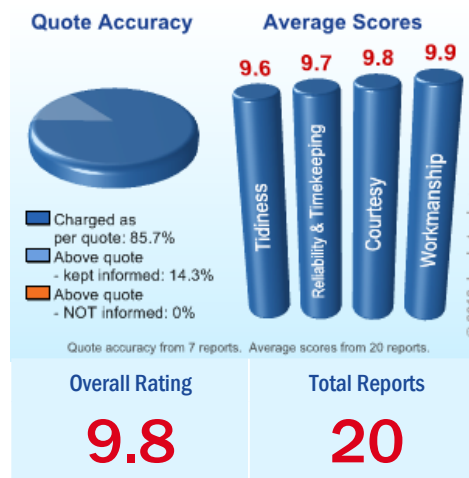 Quote Accuracy
Average Scores
9.6
9.7
9.8
9.9
Tidiness
Reliability & Timekeeping
Courtesy
Workmanship
Charged as
per quote: 85.7%
Above quote
- kept informed: 14.3%
Above quote
- NOT informed: 0%
Quote accuracy from 7 reports. Average scores from 20 reports.
Overall Rating
Total Reports
9.8
20